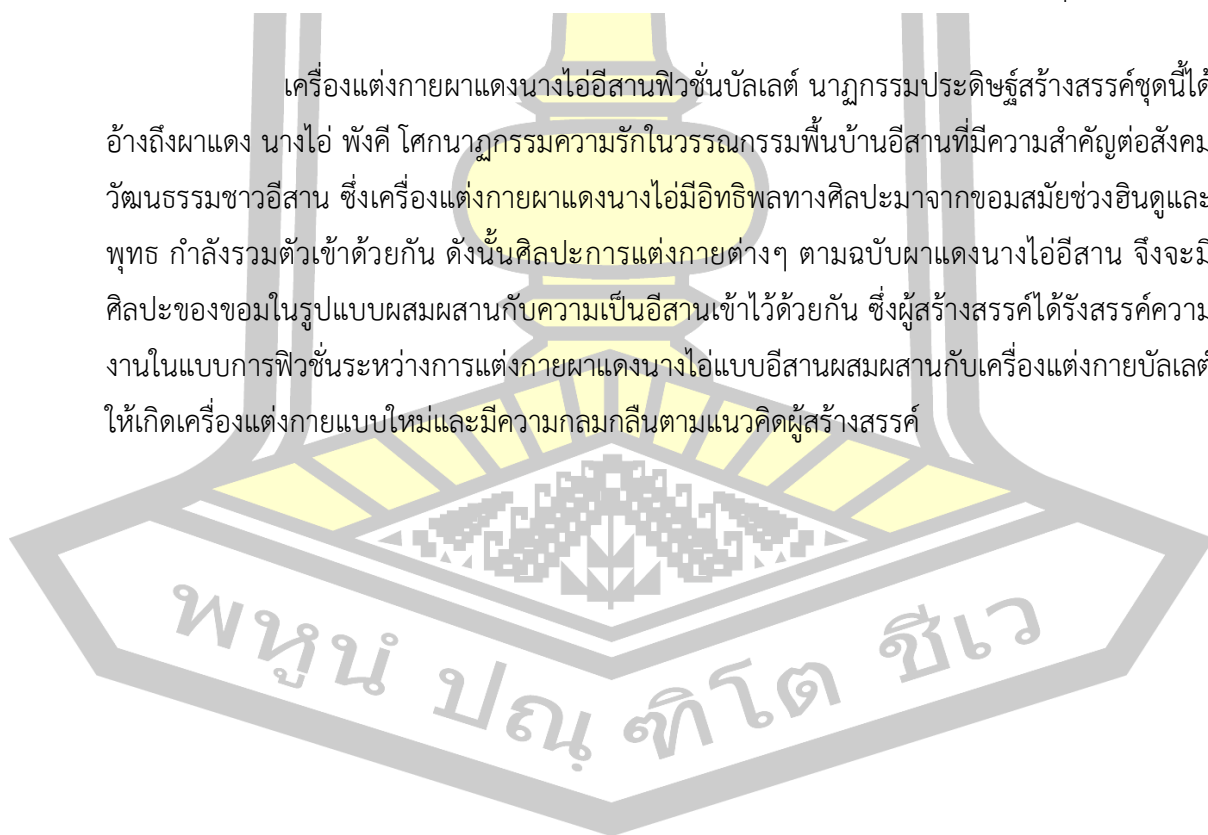 เครื่องแต่งกายผาแดงนางไอ่อีสานฟิวชั่นบัลเลต์ นาฏกรรมประดิษฐ์สร้างสรรค์ชุดนี้ได้
อ้างถึงผาแดง นางไอ่ พังคี โศกนาฏกรรมความรักในวรรณกรรมพื้นบ้านอีสานที่มีความสำคัญต่อสังคม
วัฒนธรรมชาวอีสาน ซึ่งเครื่องแต่งกายผาแดงนางไอ่มีอิทธิพลทางศิลปะมาจากขอมสมัยช่วงฮินดูและ
พุทธ กำลังรวมตัวเข้าด้วยกัน ดังนั้นศิลปะการแต่งกายต่างๆ ตามฉบับผาแดงนางไอ่อีสาน จึงจะมี
ศิลปะของขอมในรูปแบบผสมผสานกับความเป็นอีสานเข้าไว้ด้วยกัน ซึ่งผู้สร้างสรรค์ได้รังสรรค์ความ
งานในแบบการฟิวชั่นระหว่างการแต่งกายผาแดงนางไอ่แบบอีสานผสมผสานกับเครื่องแต่งกายบัลเลต์
ให้เกิดเครื่องแต่งกายแบบใหม่และมีความกลมกลืนตามแนวคิดผู้สร้างสรรค์
พหูนํ ปณฺฑิโต ชีเว